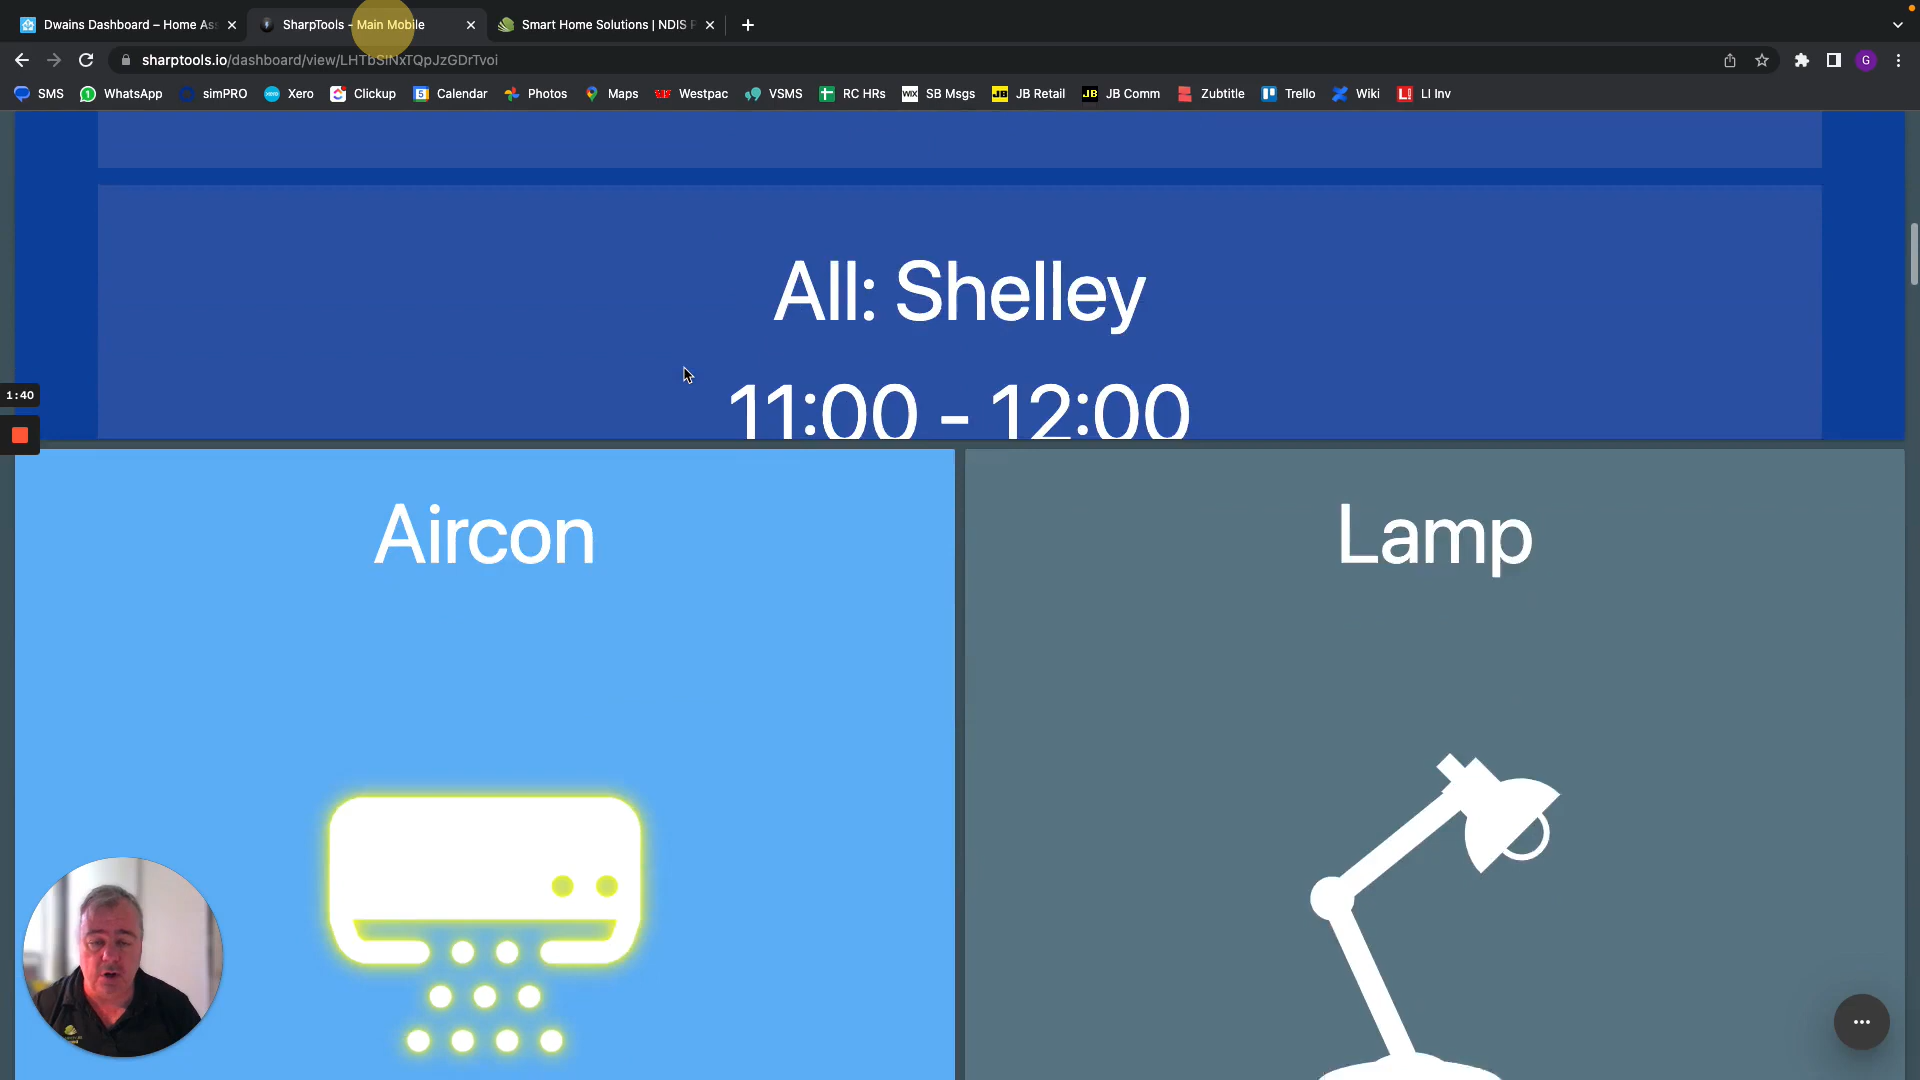 Dwains Dashboard – Home Ass
SharpTools - Main Mobile
Smart Home Solutions | NDIS P
sharptools.io/dashboard/view/LHTbSINxTQpJzGDrTvoi
SMS
WhatsApp
simPRO
Xero
Clickup
Calendar
Photos
Maps
Westpac
VSMS
RC HRs
SB Msgs
JB Retail
JB Comm
Zubtitle
Trello
Wiki
LI Inv
G
All: Shelley
11:00 - 12:00
1:40
Aircon
Lamp